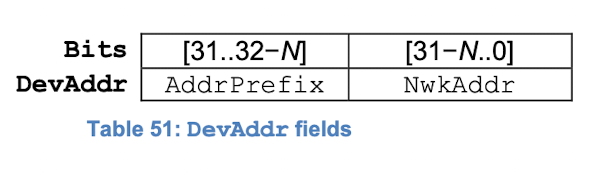 Bits [31..32−N] [31−N..0]
DevAddr AddrPrefix NwkAddr
Table 51: DevAddr fields